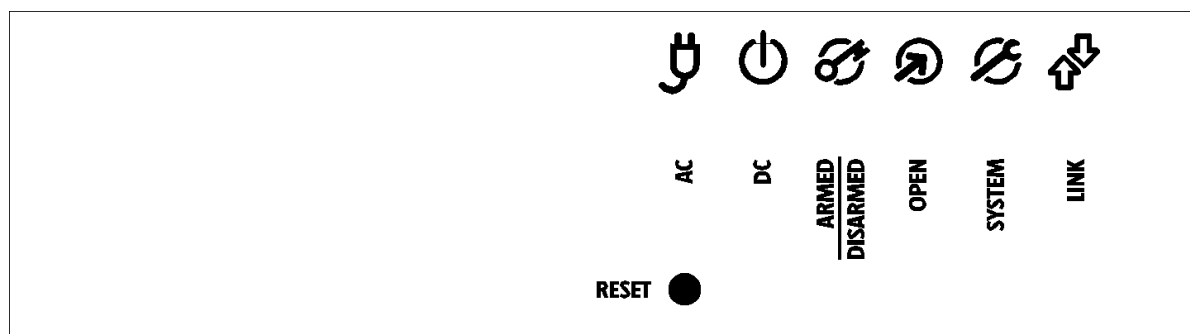 AC
DC
ARMED
DISARMED
OPEN
SYSTEM
LINK
RESET